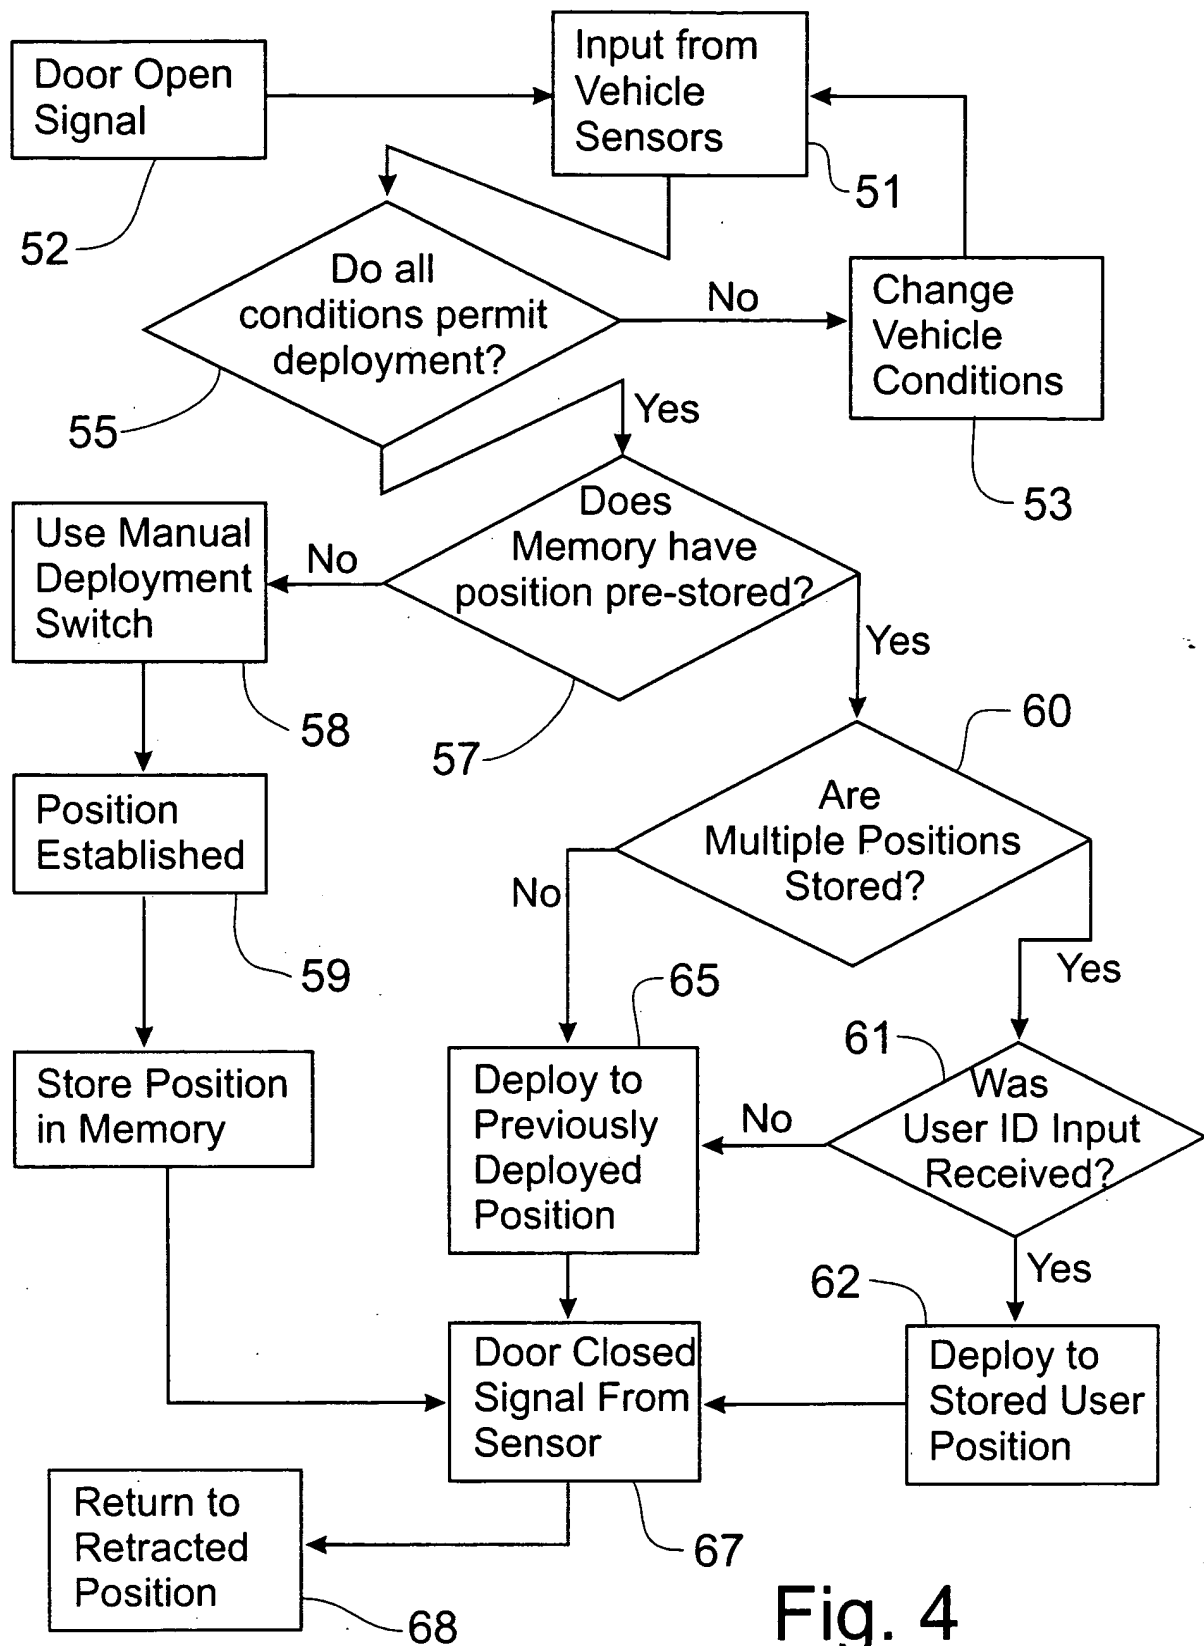 Door Open
Signal
52
Input from
Vehicle
Sensors
51
Do all
conditions permit
deployment?
55
No
Change
Vehicle
Conditions
53
Yes
Does
Memory have
position pre-stored?
57
No
Use Manual
Deployment
Switch
58
Yes
60
Are
Multiple Positions
Stored?
Position
Established
59
No
Yes
65
61
Was
User ID Input
Received?
No
Deploy to
Previously
Deployed
Position
Store Position
in Memory
Yes
62
Deploy to
Stored User
Position
Door Closed
Signal From
Sensor
67
Return to
Retracted
Position
68
Fig. 4